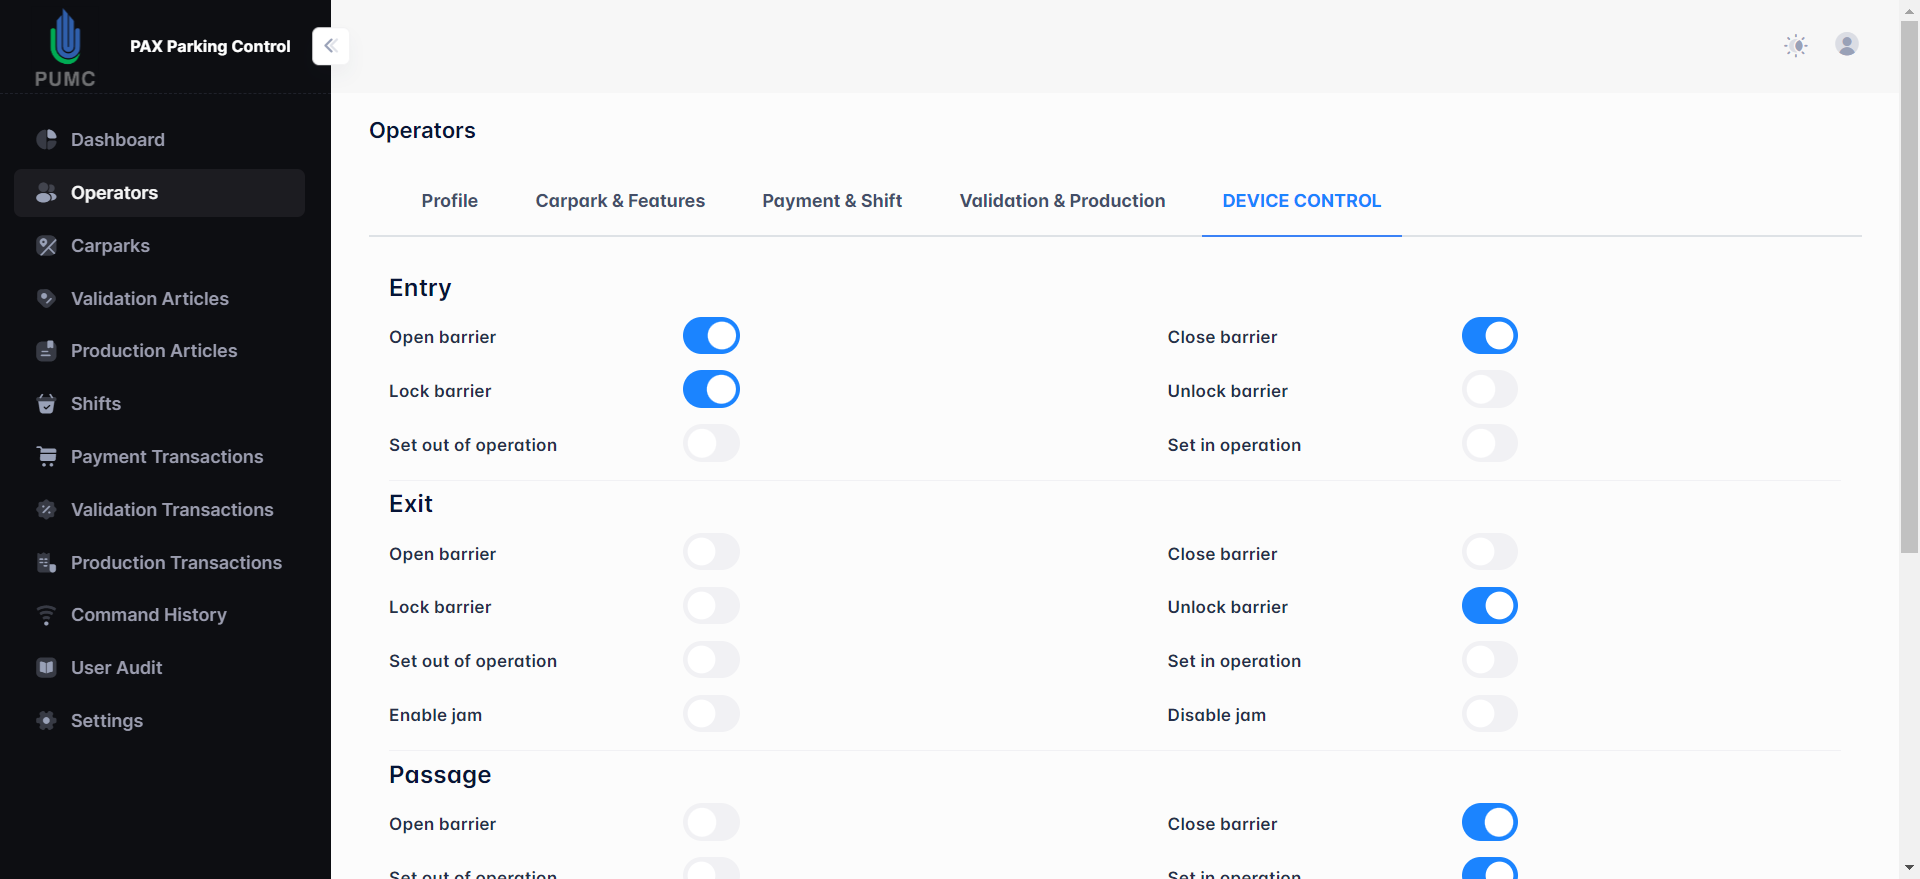 PUMC
PAX Parking Control
Dashboard
Operators
Carparks
Validation Articles
Production Articles
Shifts
Payment Transactions
Validation Transactions
Production Transactions
Command History
User Audit
Settings
Operators
Profile
Carpark & Features
Payment & Shift
Validation & Production
DEVICE CONTROL
Entry
Open barrier
Close barrier
Lock barrier
Unlock barrier
Set out of operation
Set in operation
Exit
Open barrier
Close barrier
Lock barrier
Unlock barrier
Set out of operation
Set in operation
Enable jam
Disable jam
Passage
Open barrier
Close barrier
Set out of operation
Set in operation